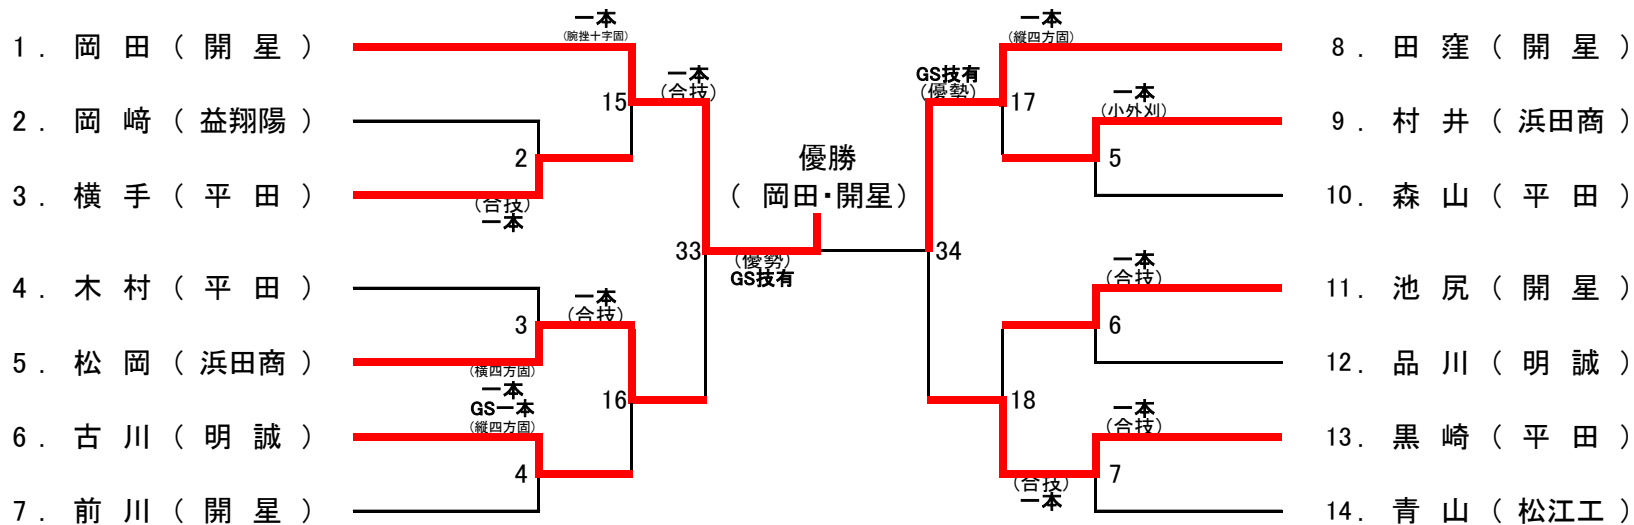 1. 岡田(開星)
一本
(腕挫十字固)
15
一本
(合技)
2. 岡﨑(益翔陽)
2
3. 横手(平田)
(合技)
一本
33
(優勢)
GS技有
4. 木村(平田)
3
一本
(合技)
5. 松岡(浜田商)
(横四方固)
一本
16
GS一本
(縦四方固)
6. 古川(明誠)
4
7. 前川(開星)
優勝
(岡田・開星)
一本
(縦四方固)
8. 田窪(開星)
GS技有
(優勢)
17
一本
(小外刈)
9. 村井(浜田商)
5
10. 森山(平田)
34
一本
(合技)
11. 池尻(開星)
6
12. 品川(明誠)
18
一本
(合技)
13. 黒崎(平田)
7
(合技)
一本
14. 青山(松江工)